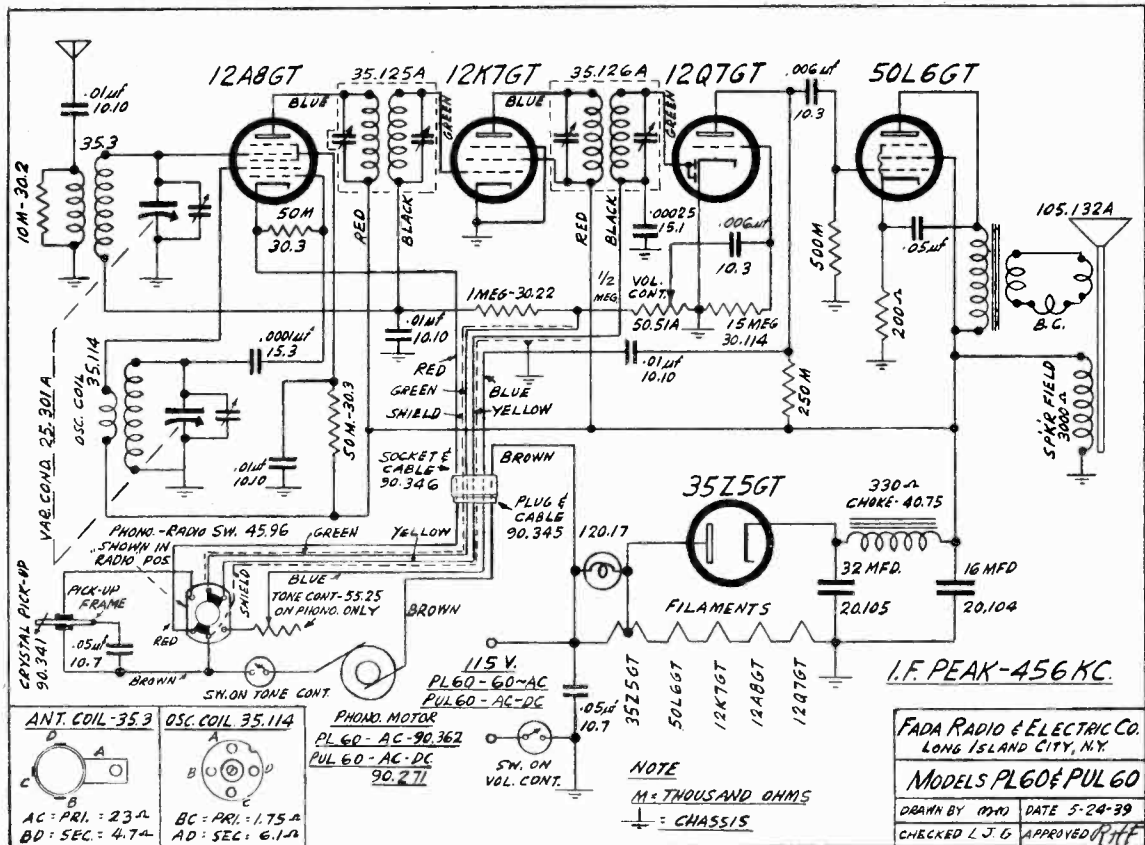 12A8GT
35.125A
12K7GT
35.126A
12Q7GT
.006µf
10.3
50L6GT
.01µf
10.10
35.3
BLUE
GREEN
BLUE
GREEN
10M-30.2
50M
30.3
RED
BLACK
RED
BLACK
.00025
15.1
.006µf
10.3
500M
.05µf
105.132A
200Ω
B.C.
1MEG-30.22
1/2
MEG.
VOL.
CONT.
50.51A
15 MEG
30.114
.01µf
10.10
.01µf
10.10
250M
SPKR FIELD
3000Ω
VAR.COND. 25.301A
OSC. COIL
35.114
.0001µf
15.3
.01µf
10.10
50M-30.3
RED
GREEN
SHIELD
BLUE
YELLOW
SOCKET &
CABLE
90.346
BROWN
PLUG &
CABLE
90.345
35Z5GT
330Ω
CHOKE-40.75
120.17
32 MFD.
20.105
16 MFD
20.104
PHONO.-RADIO SW. 45.96
SHOWN IN
RADIO POS.
GREEN
YELLOW
SHIELD
BLUE
TONE CONT-55.25
ON PHONO. ONLY
BROWN
CRYSTAL PICK-UP
90.341
PICK-UP
FRAME
.05µf
10.7
RED
BROWN
SW. ON TONE CONT.
FILAMENTS
35Z5GT
50L6GT
12K7GT
12A8GT
12Q7GT
115 V.
PL60-60~AC
PUL60-AC-DC
.05µf
10.7
SW. ON
VOL. CONT.
PHONO. MOTOR
PL 60-AC-90.362
PUL 60-AC-DC
90.271
I.F. PEAK-456 KC.
ANT. COIL-35.3
D
A
C
B
AC: PRI. = 23Ω
BD: SEC. = 4.7Ω
OSC. COIL 35.114
A
B
D
C
BC: PRI. = 1.75Ω
AD: SEC: 6.1Ω
NOTE
M= THOUSAND OHMS
= CHASSIS
FADA RADIO & ELECTRIC CO.
LONG ISLAND CITY, N.Y.
MODELS PL60 & PUL60
DRAWN BY MM
DATE 5-24-39
CHECKED L.J.G
APPROVED RHF